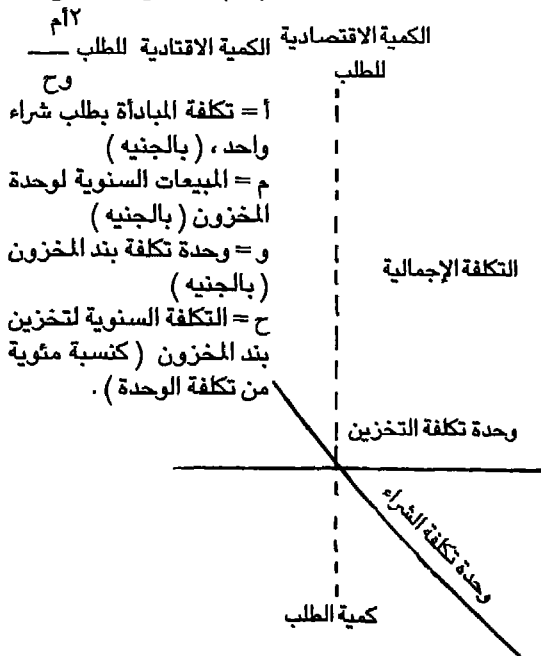 الكمية الاقتصادية
للطلب
الكمية الاقتادية للطلب ٢أم
وح
أ = تكلفة المبادأة بطلب شراء
واحد ، ( بالجنيه )
م = المبيعات السنوية لوحدة
المخزون ( بالجنيه )
و = وحدة تكلفة بند المخزون
( بالجنيه )
ح = التكلفة السنوية لتخزين
بند المخزون ( كنسبة مئوية
من تكلفة الوحدة ) .
التكلفة الإجمالية
وحدة تكلفة التخزين
وحدة تكلفة الشراء
كمية الطلب